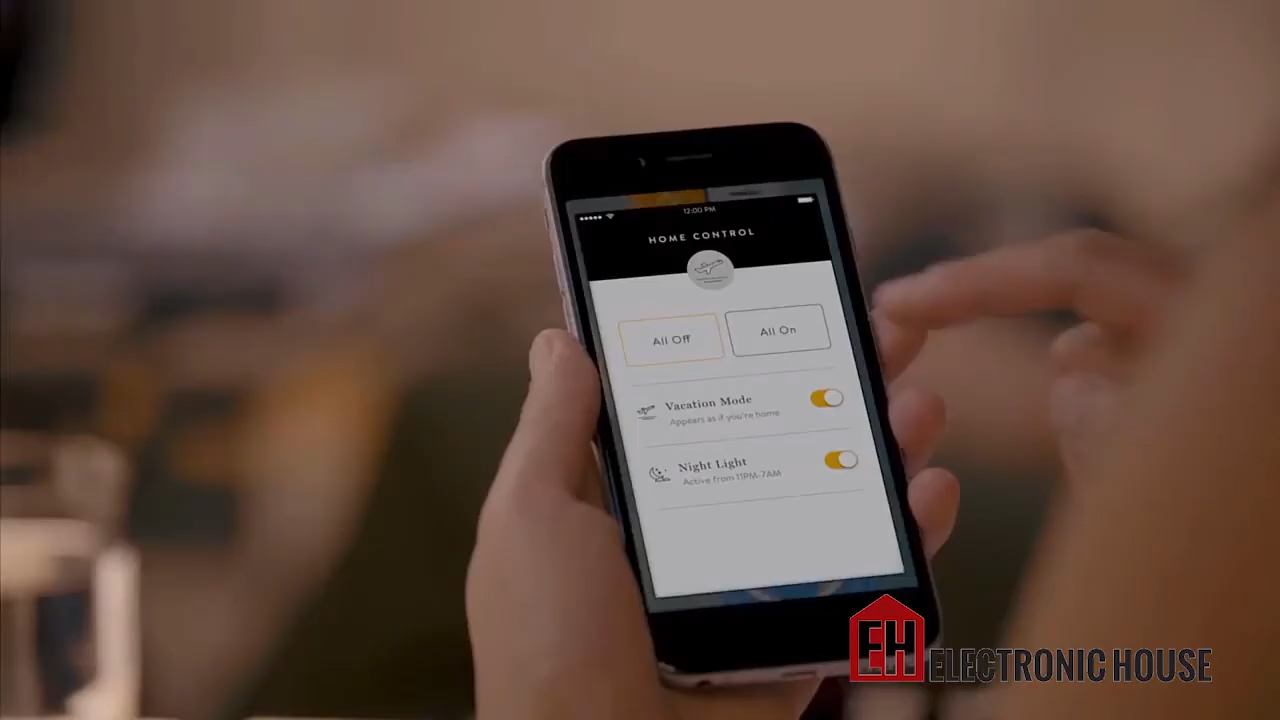 12:00 PM
HOME CONTROL
All Off
All On
Vacation Mode
Appears as if you're home
Night Light
Active from 11PM-7AM
EH ELECTRONIC HOUSE